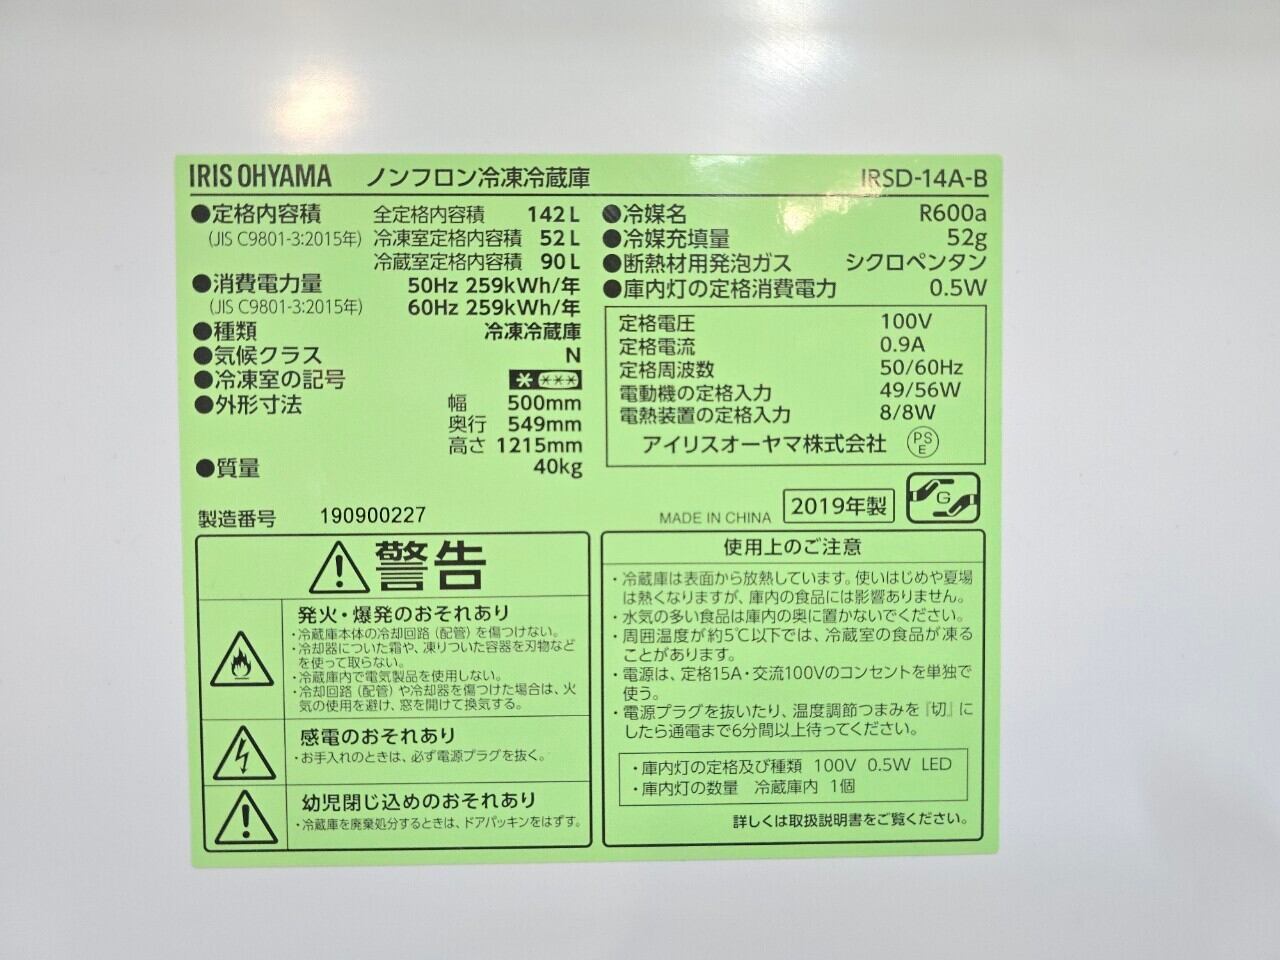 IRIS OHYAMA ノンフロン冷凍冷蔵庫 IRSD-14A-B
●定格内容積 全定格内容積 142L
(JIS C9801-3:2015年) 冷凍室定格内容積 52L
冷蔵室定格内容積 90L
●消費電力量 50Hz 259kWh/年
(JIS C9801-3:2015年) 60Hz 259kWh/年
●種類 冷凍冷蔵庫
●気候クラス N
●冷凍室の記号
●外形寸法 幅 500mm
奥行 549mm
高さ 1215mm
●質量 40kg
製造番号 190900227
●冷媒名 R600a
●冷媒充填量 52g
●断熱材用発泡ガス シクロペンタン
●庫内灯の定格消費電力 0.5W
定格電圧 100V
定格電流 0.9A
定格周波数 50/60Hz
電動機の定格入力 49/56W
電熱装置の定格入力 8/8W
アイリスオーヤマ株式会社 PSE
MADE IN CHINA 2019年製 G
警告
発火・爆発のおそれあり
・冷蔵庫本体の冷却回路(配管)を傷つけない。
・冷却器についた霜や、凍りついた容器を刃物など
を使って取らない。
・冷蔵庫内で電気製品を使用しない。
・冷却回路(配管)や冷却器を傷つけた場合は、火
気の使用を避け、窓を開けて換気する。
感電のおそれあり
・お手入れのときは、必ず電源プラグを抜く。
幼児閉じ込めのおそれあり
・冷蔵庫を廃棄処分するときは、ドアパッキンをはずす。
使用上のご注意
・冷蔵庫は表面から放熱しています。使いはじめや夏場
は熱くなりますが、庫内の食品には影響ありません。
・水気の多い食品は庫内の奥に置かないでください。
・周囲温度が約5℃以下では、冷蔵室の食品が凍る
ことがあります。
・電源は、定格15A・交流100Vのコンセントを単独で
使う。
・電源プラグを抜いたり、温度調節つまみを『切』に
したら通電まで6分間以上待ってください。
・庫内灯の定格及び種類 100V 0.5W LED
・庫内灯の数量 冷蔵庫内 1個
詳しくは取扱説明書をご覧ください。